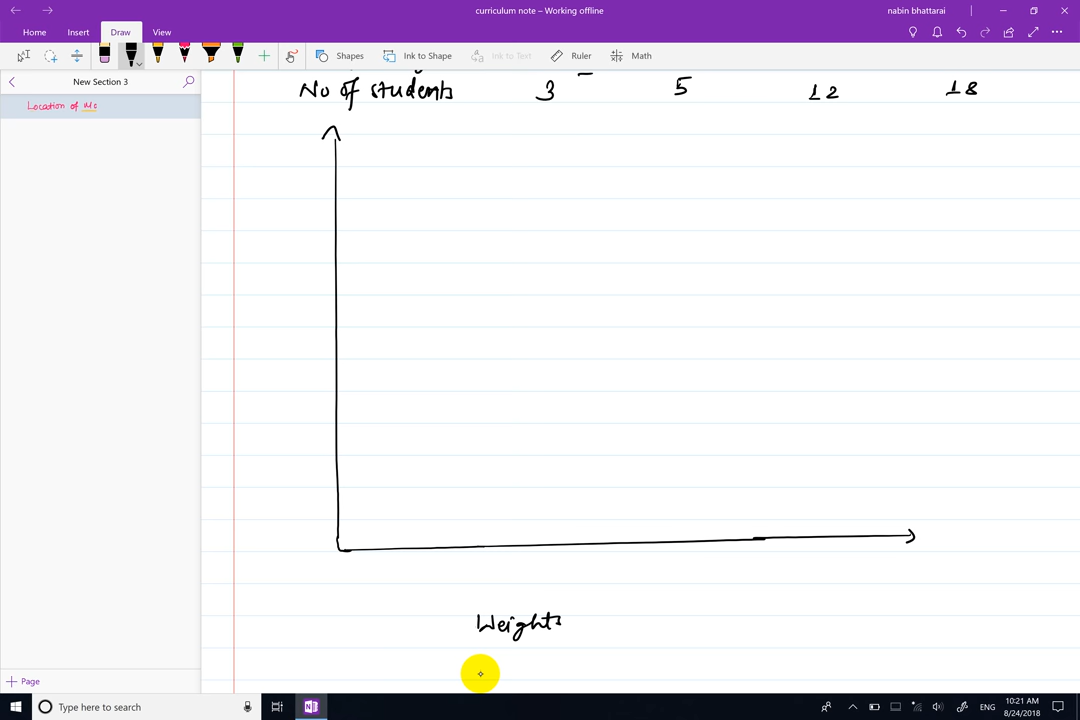 curriculum note – Working offline
nabin bhattarai
Home Insert Draw View
Shapes Ink to Shape Ink to Text Ruler Math
New Section 3
Location of Mo
No of students 3 5 12 18
Weights
+ Page
Type here to search
ENG
10:21 AM
8/24/2018